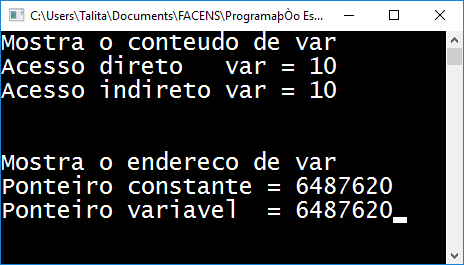 C:\Users\Talita\Documents\FACENS\ProgramaþÒo Es...
Mostra o conteudo de var
Acesso direto   var = 10
Acesso indireto var = 10
Mostra o endereco de var
Ponteiro constante = 6487620
Ponteiro variavel  = 6487620